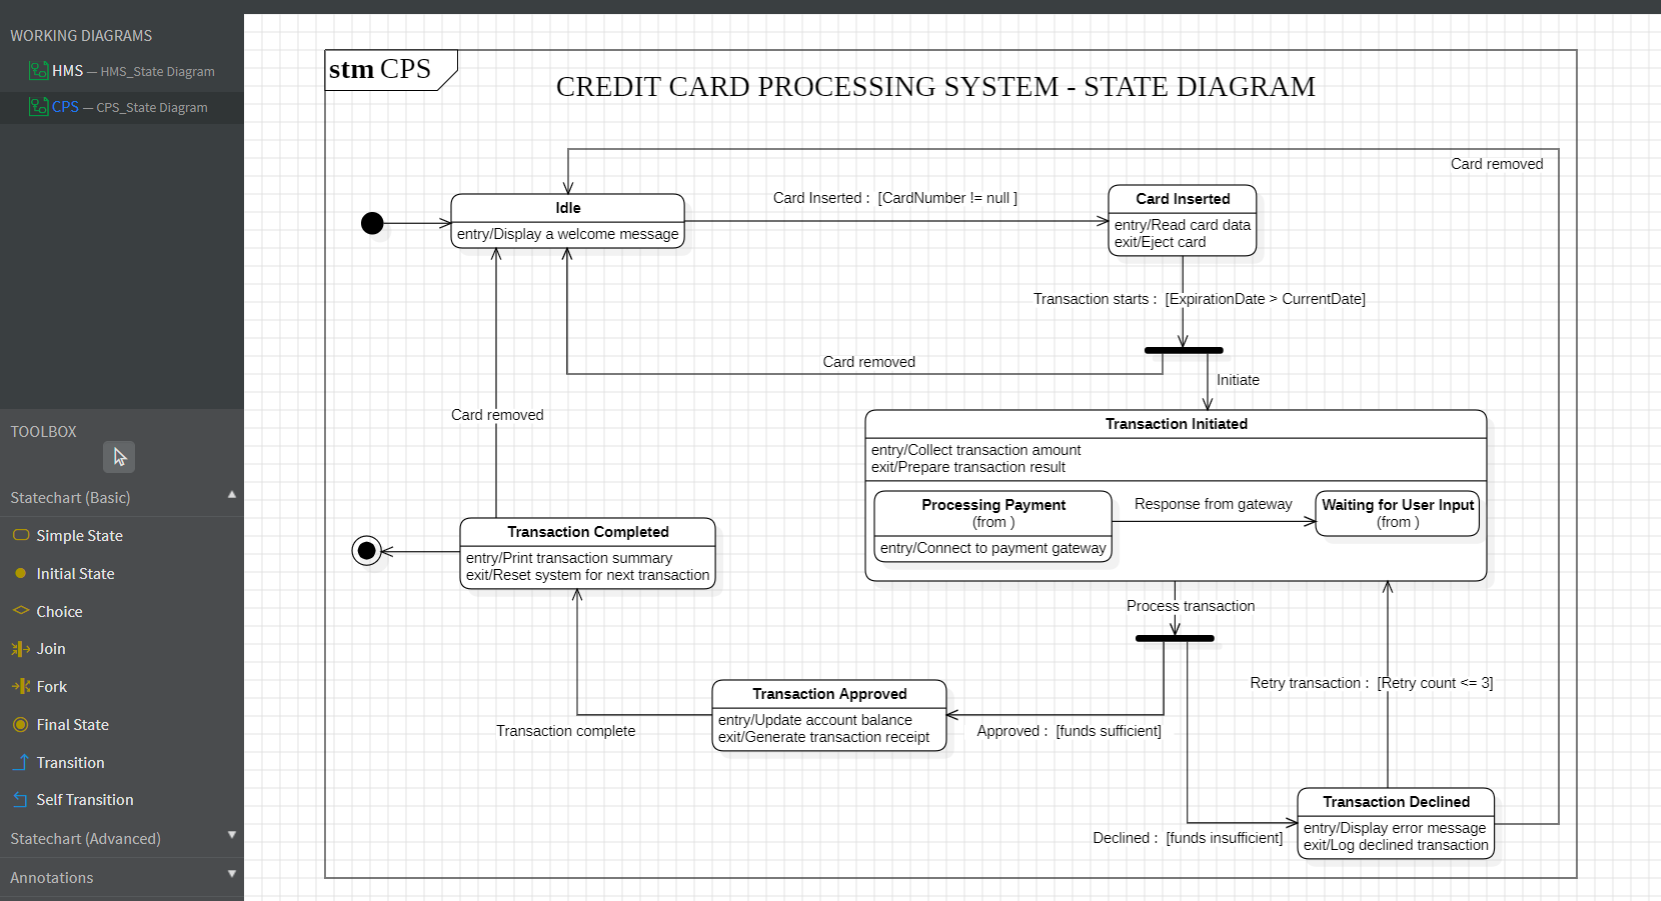 WORKING DIAGRAMS
HMS — HMS_State Diagram
CPS — CPS_State Diagram
TOOLBOX
Statechart (Basic)
Simple State
Initial State
Choice
Join
Fork
Final State
Transition
Self Transition
Statechart (Advanced)
Annotations
stm CPS
CREDIT CARD PROCESSING SYSTEM - STATE DIAGRAM
Card removed
Idle
entry/Display a welcome message
Card Inserted : [CardNumber != null ]
Card Inserted
entry/Read card data
exit/Eject card
Transaction starts : [ExpirationDate > CurrentDate]
Card removed
Initiate
Card removed
Transaction Initiated
entry/Collect transaction amount
exit/Prepare transaction result
Processing Payment
(from )
entry/Connect to payment gateway
Response from gateway
Waiting for User Input
(from )
Transaction Completed
entry/Print transaction summary
exit/Reset system for next transaction
Process transaction
Retry transaction : [Retry count <= 3]
Transaction Approved
entry/Update account balance
exit/Generate transaction receipt
Transaction complete
Approved : [funds sufficient]
Transaction Declined
entry/Display error message
exit/Log declined transaction
Declined : [funds insufficient]